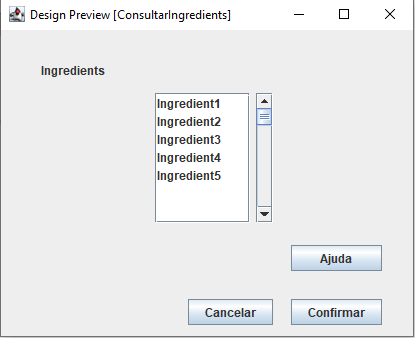 Design Preview [ConsultarIngredients]
Ingredients
Ingredient1
Ingredient2
Ingredient3
Ingredient4
Ingredient5
Ajuda
Cancelar Confirmar